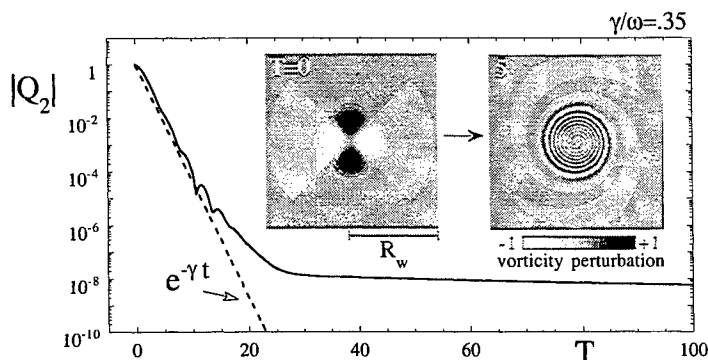 γ/ω=.35
1
|Q₂|
10⁻²
10⁻⁴
10⁻⁶
10⁻⁸
10⁻¹⁰
T=0
5
R_w
-1 +1
vorticity perturbation
e^{-γ t}
0 20 40 60 80 100
T